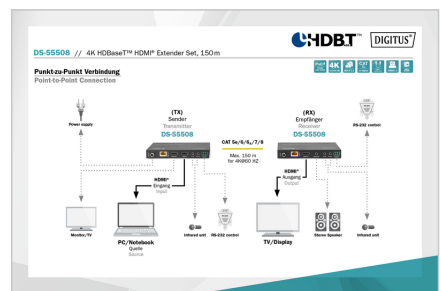 HDBT™
DIGITUS®
DS-55508 // 4K HDBaseT™ HDMI® Extender Set, 150m
4K
CAT
Punkt-zu-Punkt Verbindung
Point-to-Point Connection
(TX)
Sender
Transmitter
DS-55508
(RX)
Empfänger
Receiver
DS-55508
Power supply
RS-232 control
CAT 5e/6/6A/7/8
Max. 150 m
for 4K@60 HZ
HDMI®
Eingang
Input
HDMI®
Ausgang
Output
Monitor/TV
PC/Notebook
Quelle
Source
Infrared unit
RS-232 control
TV/Display
Stereo Speaker
Infrared unit